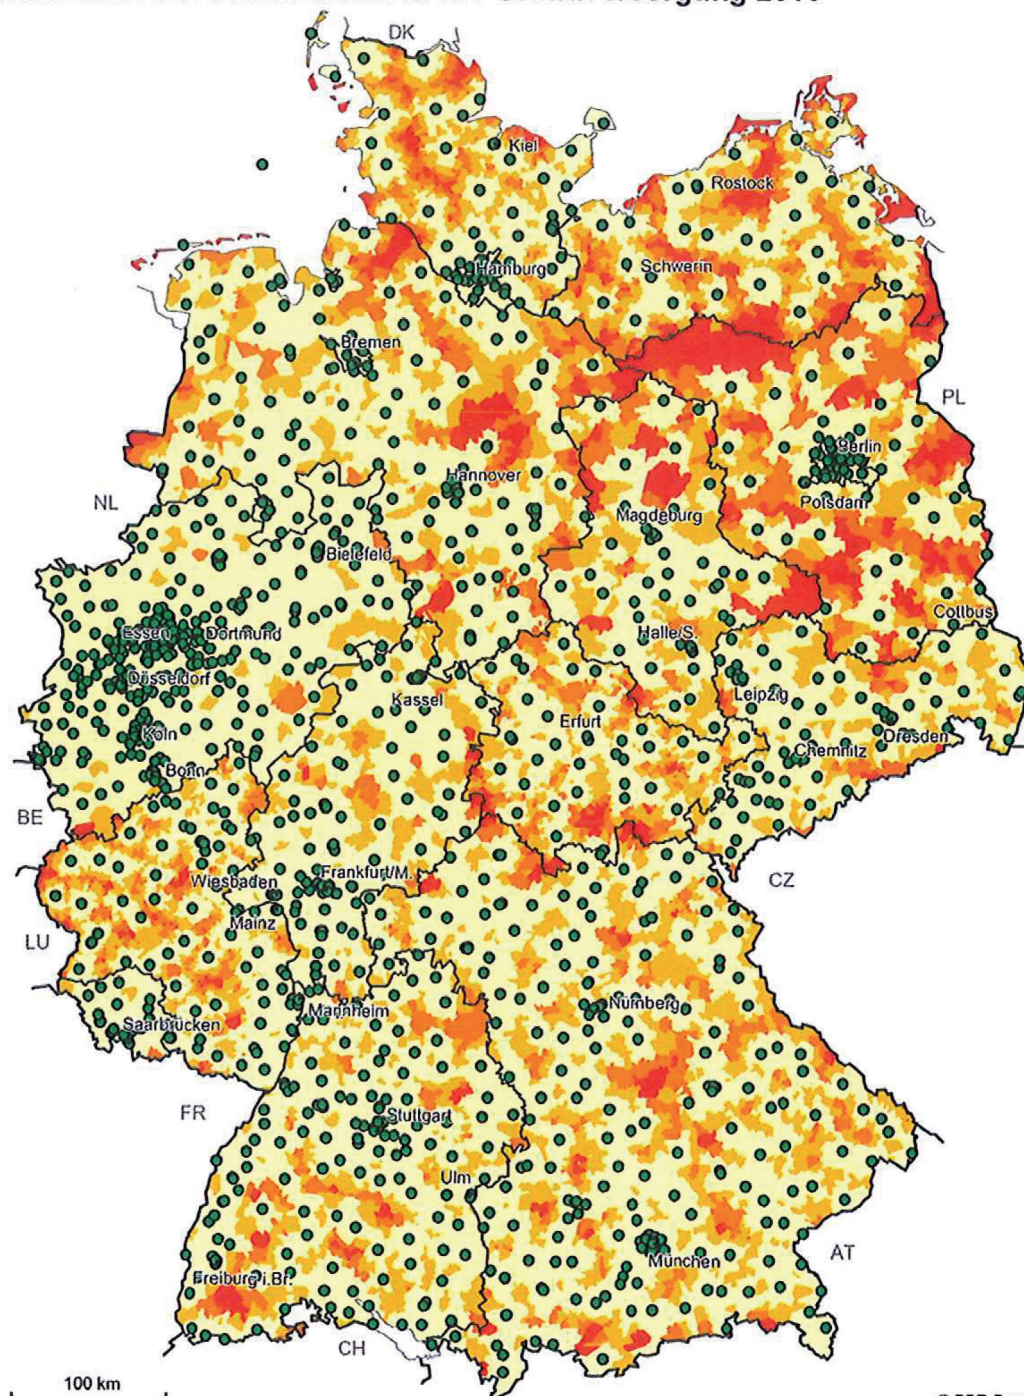 DK
Kiel
Rostock
Hamburg
Schwerin
Bremen
PL
Berlin
Hannover
NL
Potsdam
Magdeburg
Bielefeld
Cottbus
Essen
Dortmund
Halle/S.
Düsseldorf
Leipzig
Kassel
Erfurt
Köln
Dresden
Chemnitz
Bonn
BE
Frankfurt/M.
Wiesbaden
CZ
Mainz
LU
Nürnberg
Mannheim
Saarbrücken
FR
Stuttgart
Ulm
AT
München
Freiburg i.Br.
CH
100 km